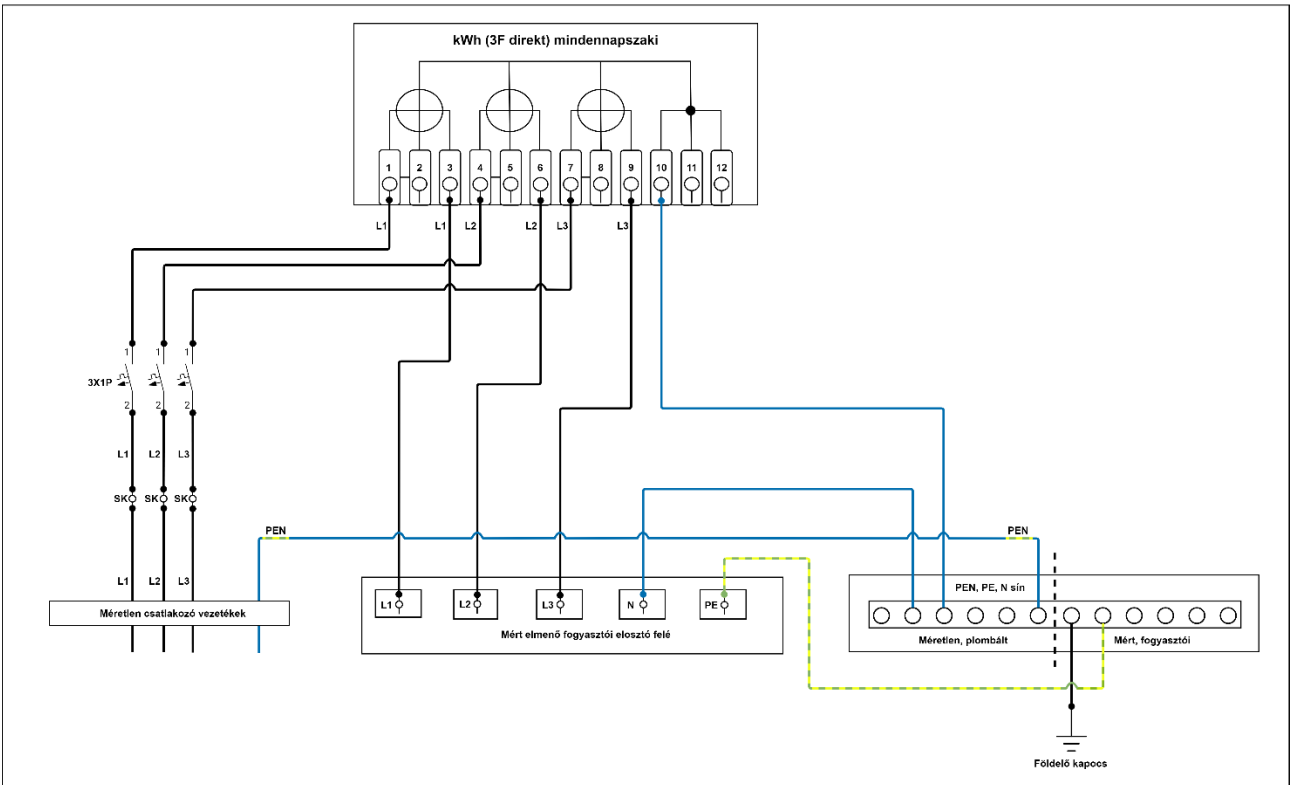 kWh (3F direkt) mindennapszaki
1 2 3 4 5 6 7 8 9 10 11 12
L1 L1 L2 L2 L3 L3
1 1 1
3X1P
2 2 2
L1 L2 L3
SK SK SK
PEN PEN
L1 L2 L3
Méretlen csatlakozó vezetékek
L1 L2 L3 N PE
Mért elmenő fogyasztói elosztó felé
PEN, PE, N sín
Méretlen, plombált Mért, fogyasztói
Földelő kapocs